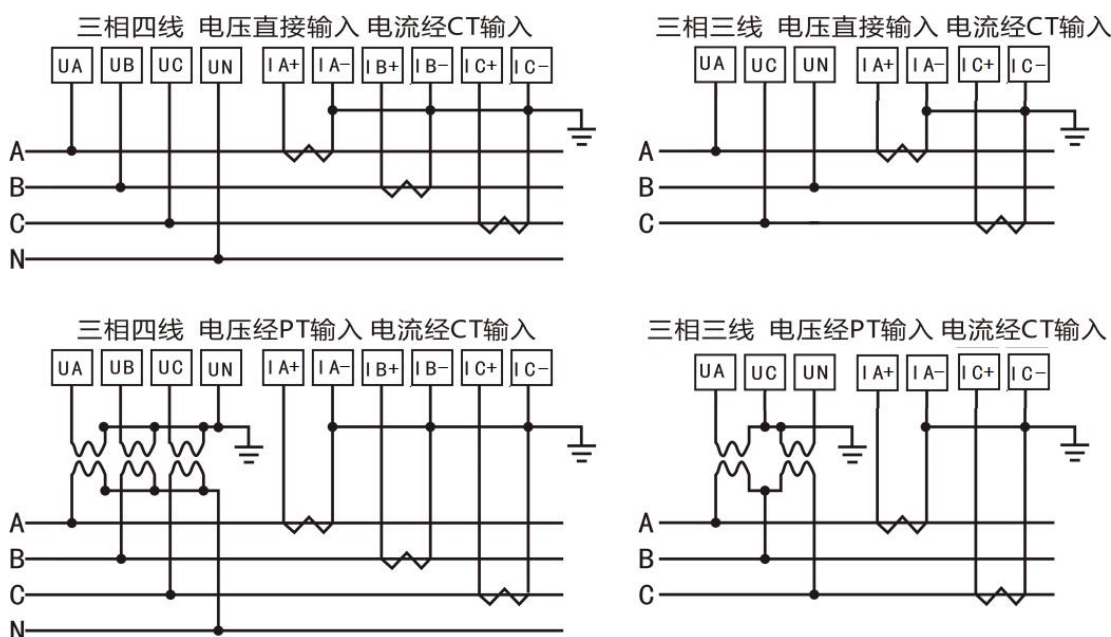 三相四线 电压直接输入 电流经CT输入
UA UB UC UN IA+ IA- IB+ IB- IC+ IC-
A
B
C
N
三相三线 电压直接输入 电流经CT输入
UA UC UN IA+ IA- IC+ IC-
A
B
C
三相四线 电压经PT输入 电流经CT输入
UA UB UC UN IA+ IA- IB+ IB- IC+ IC-
A
B
C
N
三相三线 电压经PT输入 电流经CT输入
UA UC UN IA+ IA- IC+ IC-
A
B
C